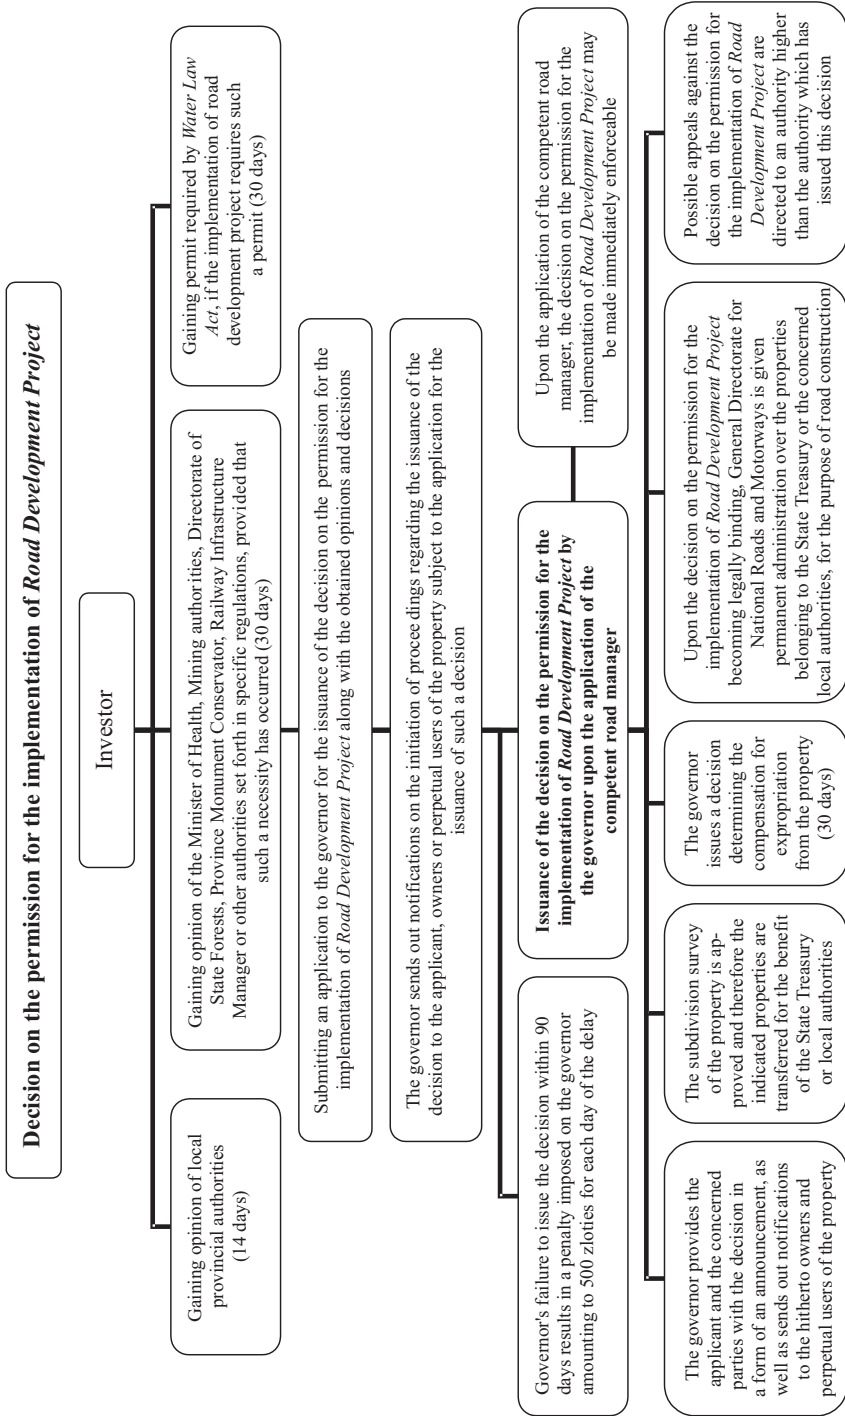 Decision on the permission for the implementation of Road Development Project
Investor
Gaining opinion of local
provincial authorities
(14 days)
Gaining opinion of the Minister of Health, Mining authorities, Directorate of
State Forests, Province Monument Conservator, Railway Infrastructure
Manager or other authorities set forth in specific regulations, provided that
such a necessity has occurred (30 days)
Gaining permit required by Water Law
Act, if the implementation of road
development project requires such
a permit (30 days)
Submitting an application to the governor for the issuance of the decision on the permission for the
implementation of Road Development Project along with the obtained opinions and decisions
The governor sends out notifications on the initiation of proceedings regarding the issuance of the
decision to the applicant, owners or perpetual users of the property subject to the application for the
issuance of such a decision
Governor's failure to issue the decision within 90
days results in a penalty imposed on the governor
amounting to 500 zloties for each day of the delay
Issuance of the decision on the permission for the
implementation of Road Development Project by
the governor upon the application of the
competent road manager
Upon the application of the competent road
manager, the decision on the permission for the
implementation of Road Development Project may
be made immediately enforceable
The governor provides the
applicant and the concerned
parties with the decision in
a form of an announcement, as
well as sends out notifications
to the hitherto owners and
perpetual users of the property
The subdivision survey
of the property is ap-
proved and therefore the
indicated properties are
transferred for the benefit
of the State Treasury
or local authorities
The governor
issues a decision
determining the
compensation for
expropriation
from the property
(30 days)
Upon the decision on the permission for the
implementation of Road Development Project
becoming legally binding, General Directorate for
National Roads and Motorways is given
permanent administration over the properties
belonging to the State Treasury or the concerned
local authorities, for the purpose of road construction
Possible appeals against the
decision on the permission for
the implementation of Road
Development Project are
directed to an authority higher
than the authority which has
issued this decision